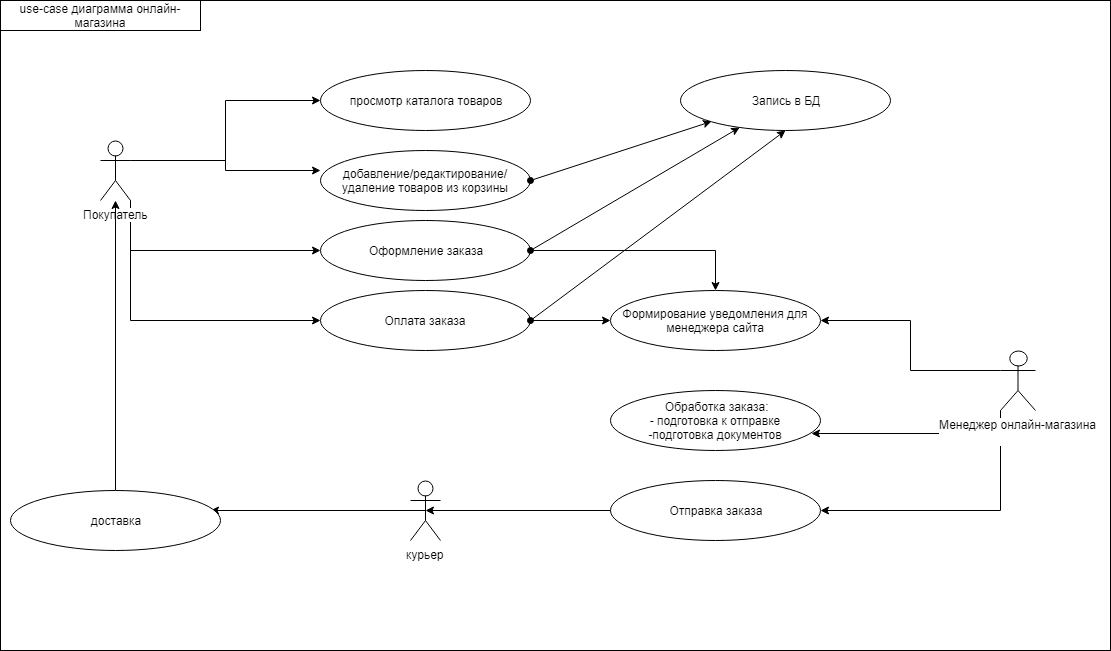 use-case диаграмма онлайн-
магазина
просмотр каталога товаров
Запись в БД
добавление/редактирование/
удаление товаров из корзины
Покупатель
Оформление заказа
Оплата заказа
Формирование уведомления для
менеджера сайта
Обработка заказа:
- подготовка к отправке
-подготовка документов
Менеджер онлайн-магазина
Отправка заказа
доставка
курьер